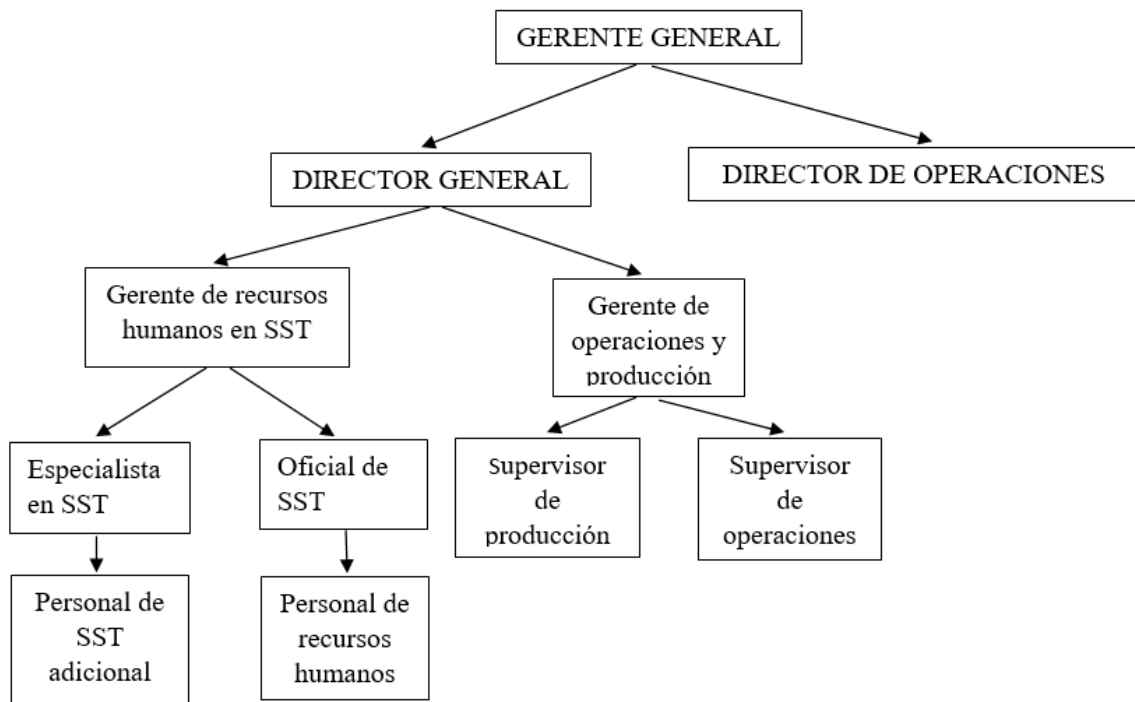 GERENTE GENERAL
DIRECTOR GENERAL
DIRECTOR DE OPERACIONES
Gerente de recursos
humanos en SST
Gerente de
operaciones y
producción
Especialista
en SST
Oficial de
SST
Supervisor
de
producción
Supervisor
de
operaciones
Personal de
SST
adicional
Personal de
recursos
humanos